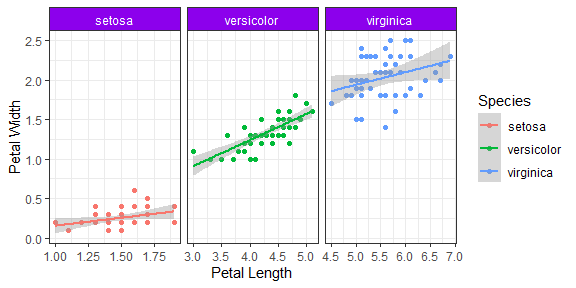 setosa versicolor virginica
2.5
2.0
1.5
1.0
0.5
0.0
Petal Width
1.00 1.25 1.50 1.75 3.0 3.5 4.0 4.5 5.0 4.5 5.0 5.5 6.0 6.5 7.0
Petal Length
Species
setosa
versicolor
virginica